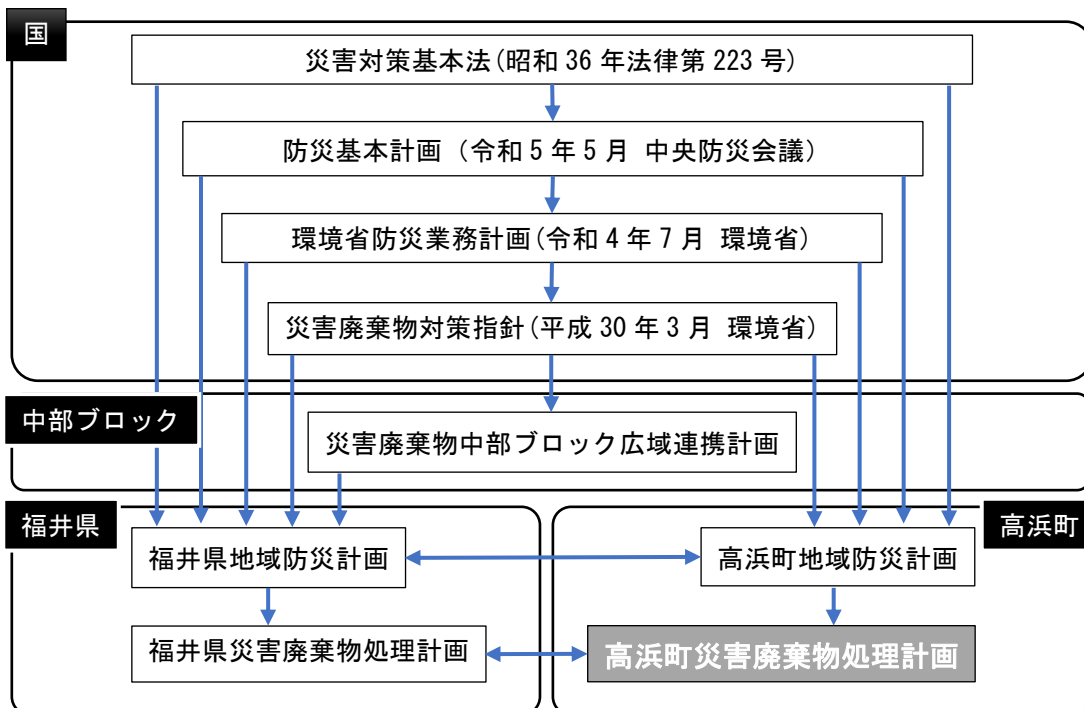 国
災害対策基本法(昭和 36 年法律第 223 号)
防災基本計画 (令和 5 年 5 月 中央防災会議)
環境省防災業務計画(令和 4 年 7 月 環境省)
災害廃棄物対策指針(平成 30 年 3 月 環境省)
中部ブロック
災害廃棄物中部ブロック広域連携計画
福井県
高浜町
福井県地域防災計画
高浜町地域防災計画
福井県災害廃棄物処理計画
高浜町災害廃棄物処理計画